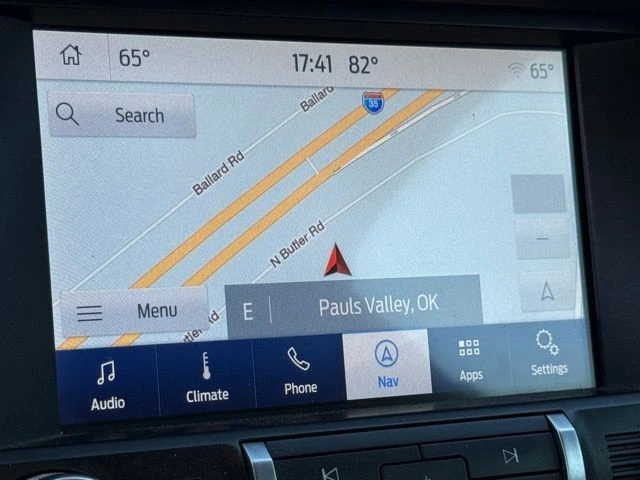 65° 17:41 82° 65°
Search
Ballard
35
Ballard Rd
N Butler Rd
Menu
E Pauls Valley, OK
Audio Climate Phone Nav Apps Settings